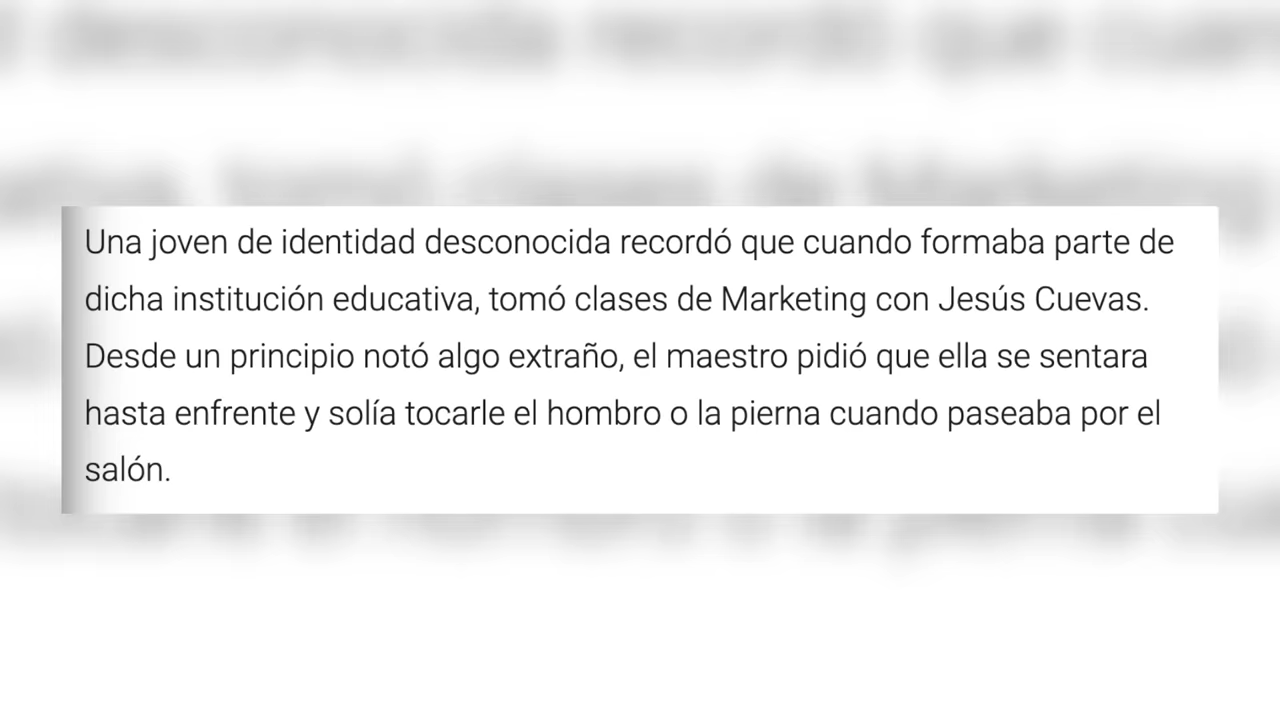 Una joven de identidad desconocida recordó que cuando formaba parte de
dicha institución educativa, tomó clases de Marketing con Jesús Cuevas.
Desde un principio notó algo extraño, el maestro pidió que ella se sentara
hasta enfrente y solía tocarle el hombro o la pierna cuando paseaba por el
salón.